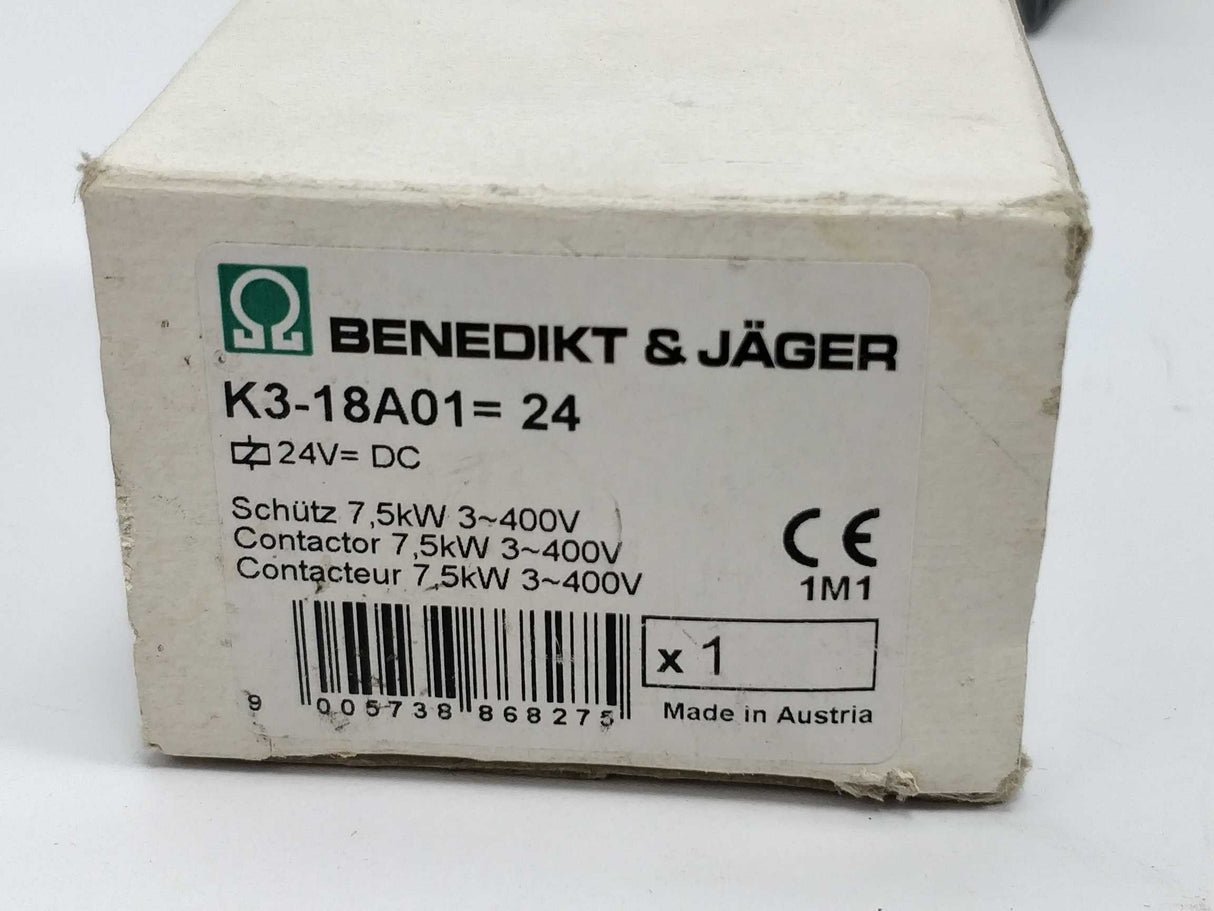 BENEDIKT & JÄGER
K3-18A01= 24
24V= DC
Schütz 7,5kW 3~400V
Contactor 7,5kW 3~400V
Contacteur 7,5kW 3~400V
CE
1M1
x 1
9 005738 868275
Made in Austria